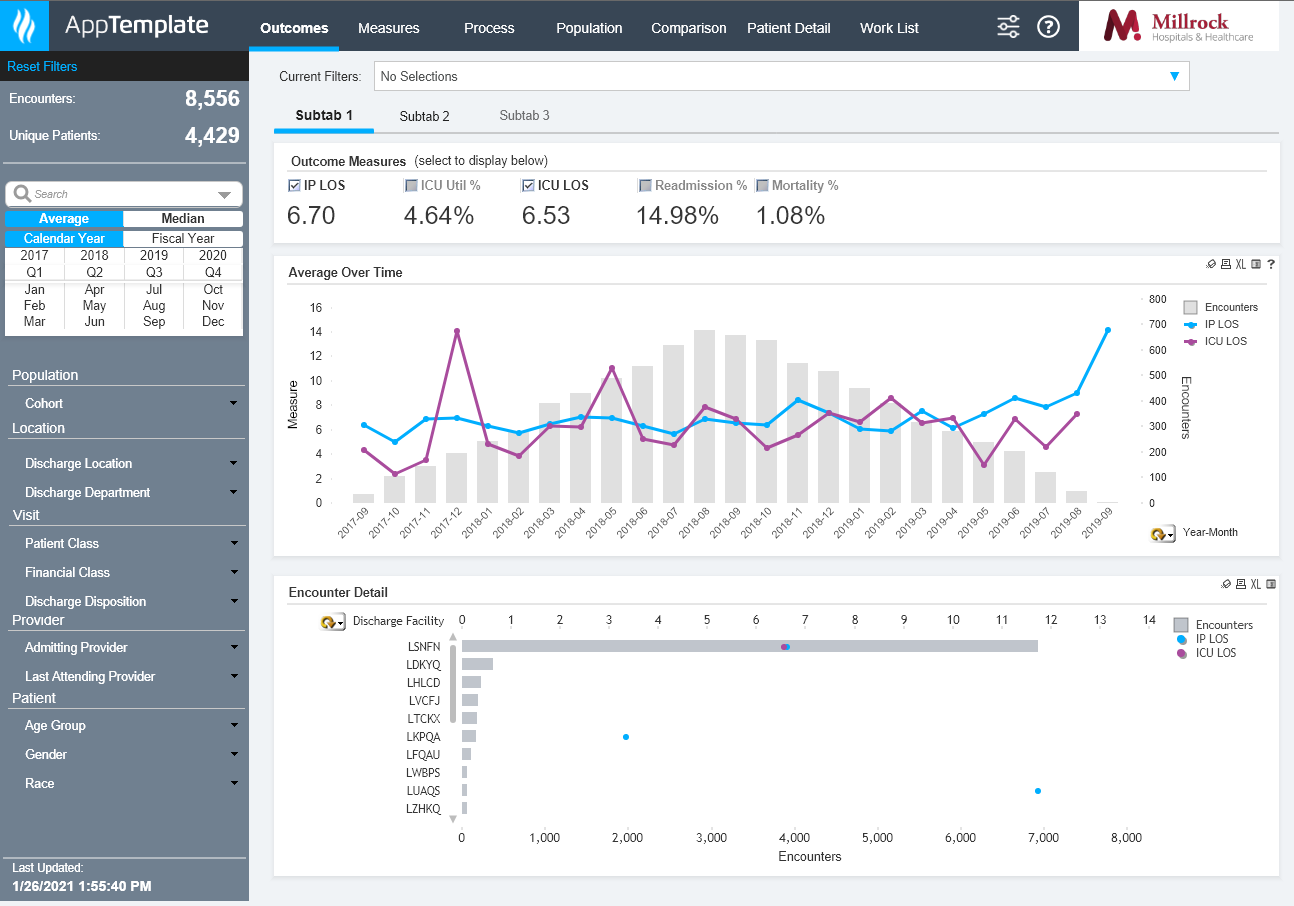 AppTemplate
Outcomes Measures Process Population Comparison Patient Detail Work List
?
Millrock
Hospitals & Healthcare
Reset Filters
Encounters: 8,556
Unique Patients: 4,429
Search
Average Median
Calendar Year Fiscal Year
2017 2018 2019 2020
Q1 Q2 Q3 Q4
Jan Apr Jul Oct
Feb May Aug Nov
Mar Jun Sep Dec
Population
Cohort
Location
Discharge Location
Discharge Department
Visit
Patient Class
Financial Class
Discharge Disposition
Provider
Admitting Provider
Last Attending Provider
Patient
Age Group
Gender
Race
Last Updated:
1/26/2021 1:55:40 PM
Current Filters: No Selections
Subtab 1 Subtab 2 Subtab 3
Outcome Measures (select to display below)
IP LOS ICU Util % ICU LOS Readmission % Mortality %
6.70 4.64% 6.53 14.98% 1.08%
Average Over Time
XL ?
Measure
16
14
12
10
8
6
4
2
0
800
700
600
500
400
300
200
100
0
Encounters
Encounters
IP LOS
ICU LOS
2017-09 2017-10 2017-11 2017-12 2018-01 2018-02 2018-03 2018-04 2018-05 2018-06 2018-07 2018-08 2018-09 2018-10 2018-11 2018-12 2019-01 2019-02 2019-03 2019-04 2019-05 2019-06 2019-07 2019-08 2019-09
Year-Month
Encounter Detail
XL
Discharge Facility 0 1 2 3 4 5 6 7 8 9 10 11 12 13 14
Encounters
IP LOS
ICU LOS
LSNFN
LDKYQ
LHLCD
LVCFJ
LTCKX
LKPQA
LFQAU
LWBPS
LUAQS
LZHKQ
0 1,000 2,000 3,000 4,000 5,000 6,000 7,000 8,000
Encounters